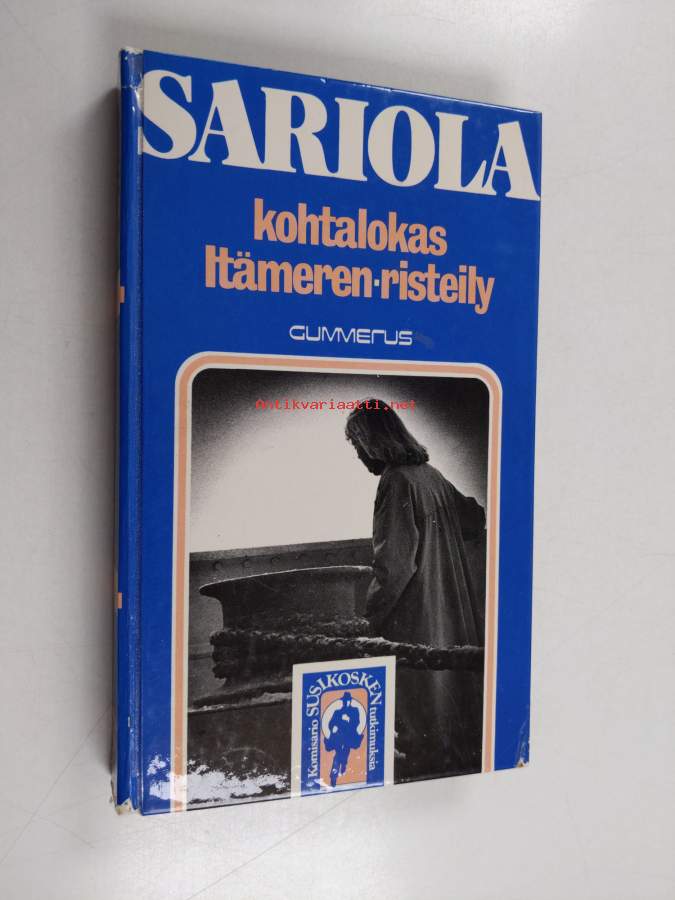 SARIOLA
kohtalokas
Itämeren-risteily
GUMMERUS
Antikvariaatti.net
Komisario SUSIKOSKEN tutkimuksia